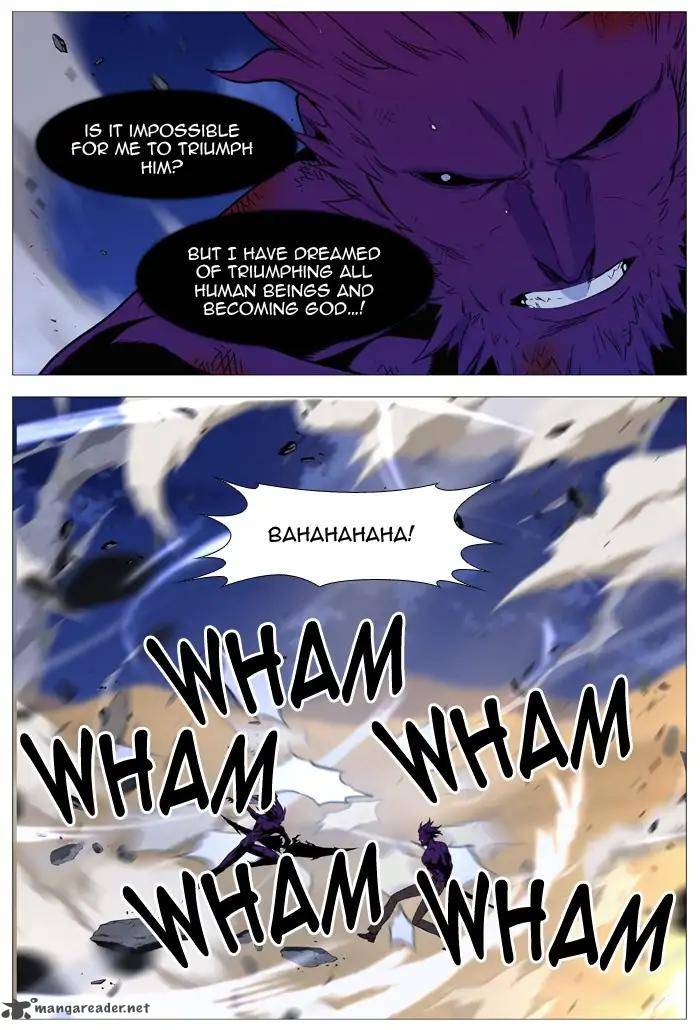 IS IT IMPOSSIBLE
FOR ME TO TRIUMPH
HIM?
BUT I HAVE DREAMED
OF TRIUMPHING ALL
HUMAN BEINGS AND
BECOMING GOD...!
BAHAHAHAHA!
WHAM
WHAM
WHAM
WHAM
WHAM
mangareader.net